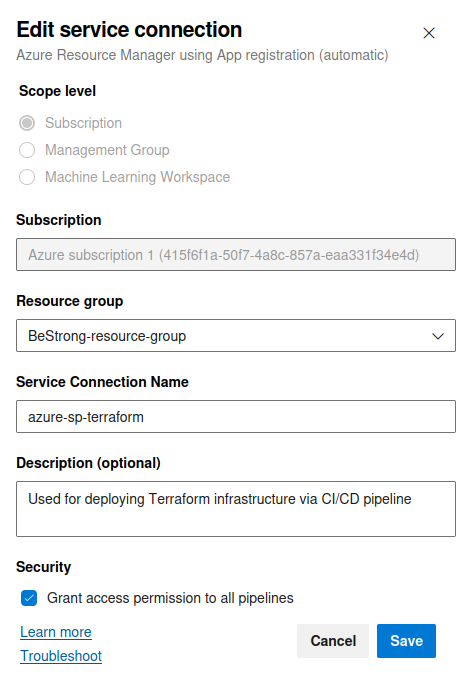 Edit service connection
Azure Resource Manager using App registration (automatic)
Scope level
Subscription
Management Group
Machine Learning Workspace
Subscription
Azure subscription 1 (415f6f1a-50f7-4a8c-857a-eaa331f34e4d)
Resource group
BeStrong-resource-group
Service Connection Name
azure-sp-terraform
Description (optional)
Used for deploying Terraform infrastructure via CI/CD pipeline
Security
Grant access permission to all pipelines
Learn more
Troubleshoot
Cancel
Save